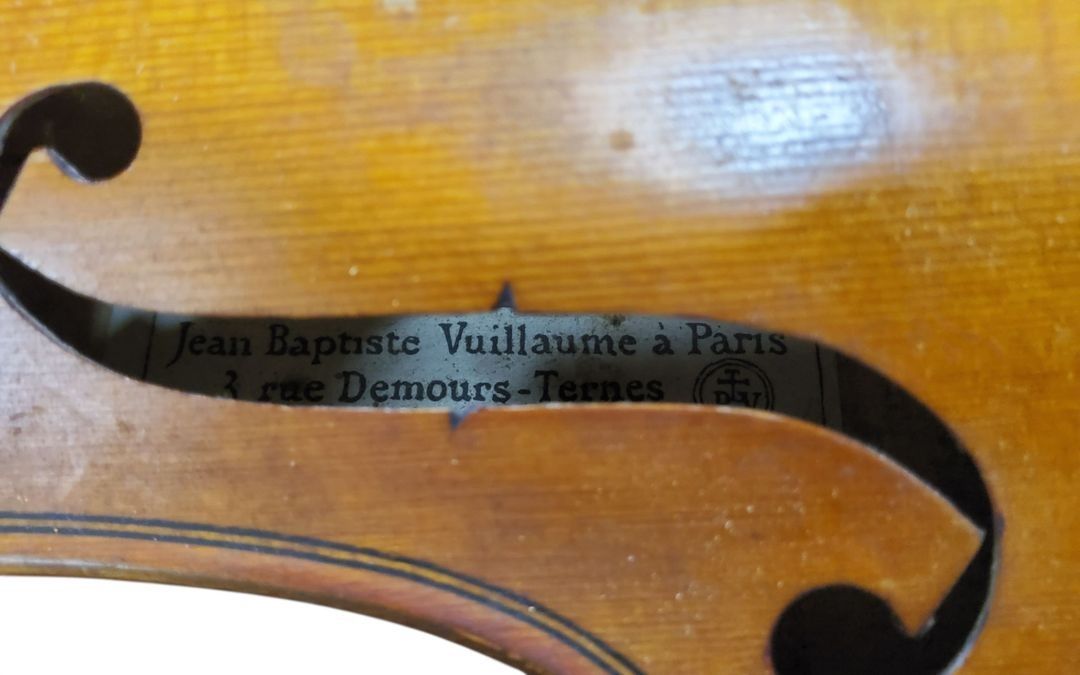 Jean Baptiste Vuillaume à Paris
3 rue Demours-Ternes